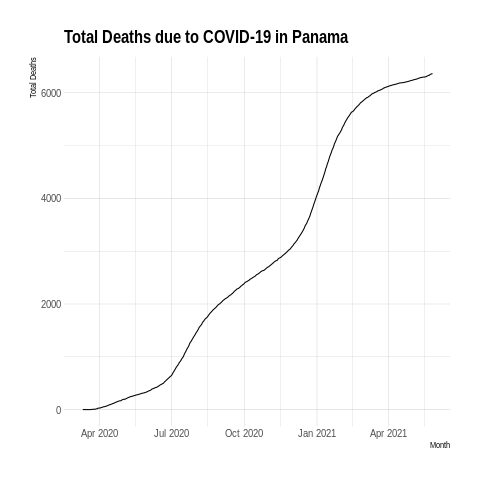 Total Deaths due to COVID-19 in Panama
Total Deaths
6000
4000
2000
0
Apr 2020 Jul 2020 Oct 2020 Jan 2021 Apr 2021
Month